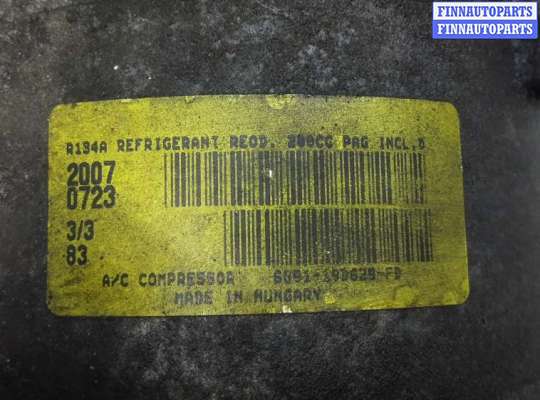 FINNAUTOPARTS
FINNAUTOPARTS
R134A REFRIGERANT REQD. 200CC PAG INCL.D
2007
0723
3/3
83
A/C COMPRESSOR
MADE IN HUNGARY